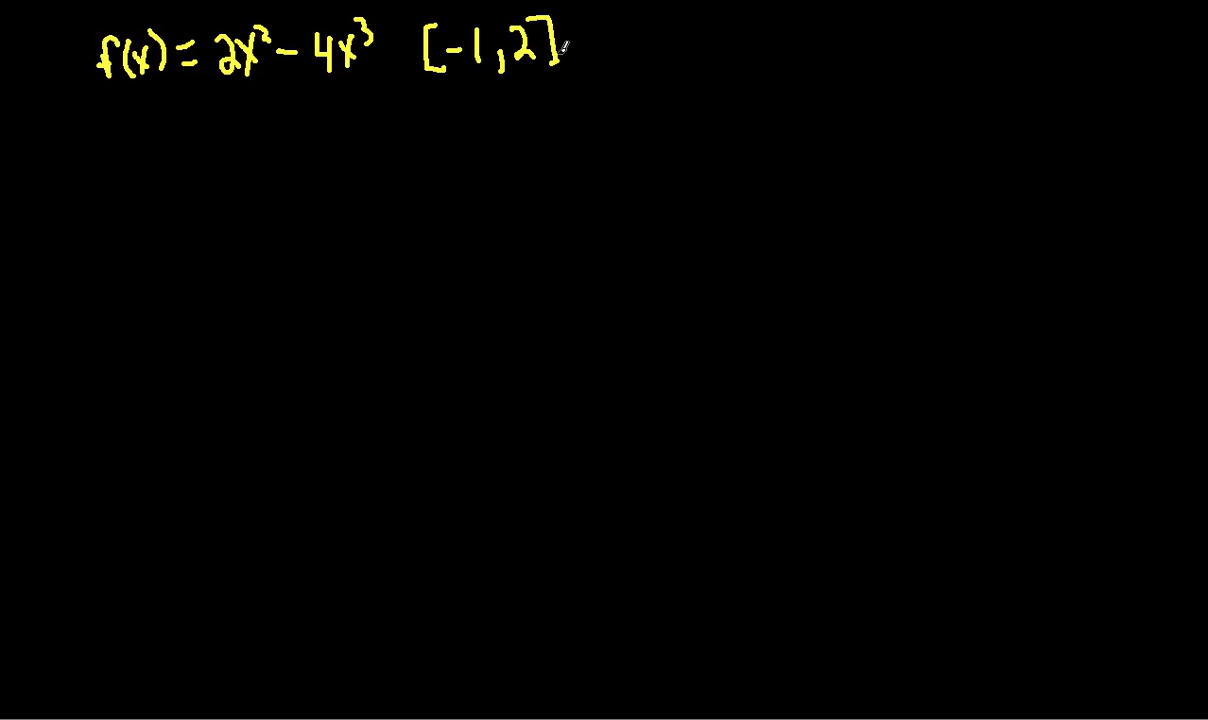 f(x) = 2x² - 4x³ [-1, 2]